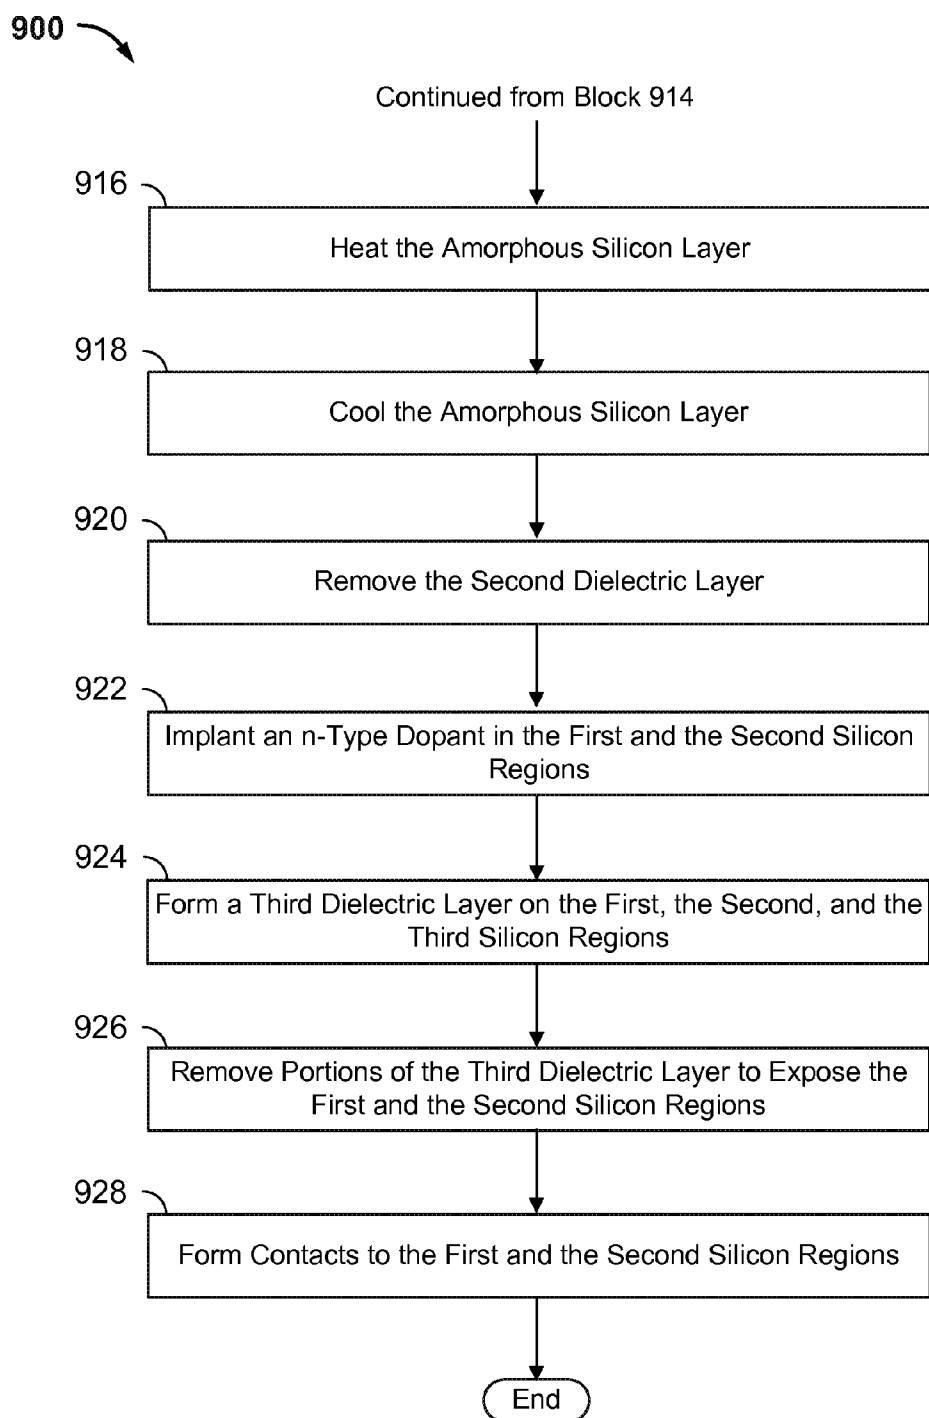 900
Continued from Block 914
916
Heat the Amorphous Silicon Layer
918
Cool the Amorphous Silicon Layer
920
Remove the Second Dielectric Layer
922
Implant an n-Type Dopant in the First and the Second Silicon
Regions
924
Form a Third Dielectric Layer on the First, the Second, and the
Third Silicon Regions
926
Remove Portions of the Third Dielectric Layer to Expose the
First and the Second Silicon Regions
928
Form Contacts to the First and the Second Silicon Regions
End